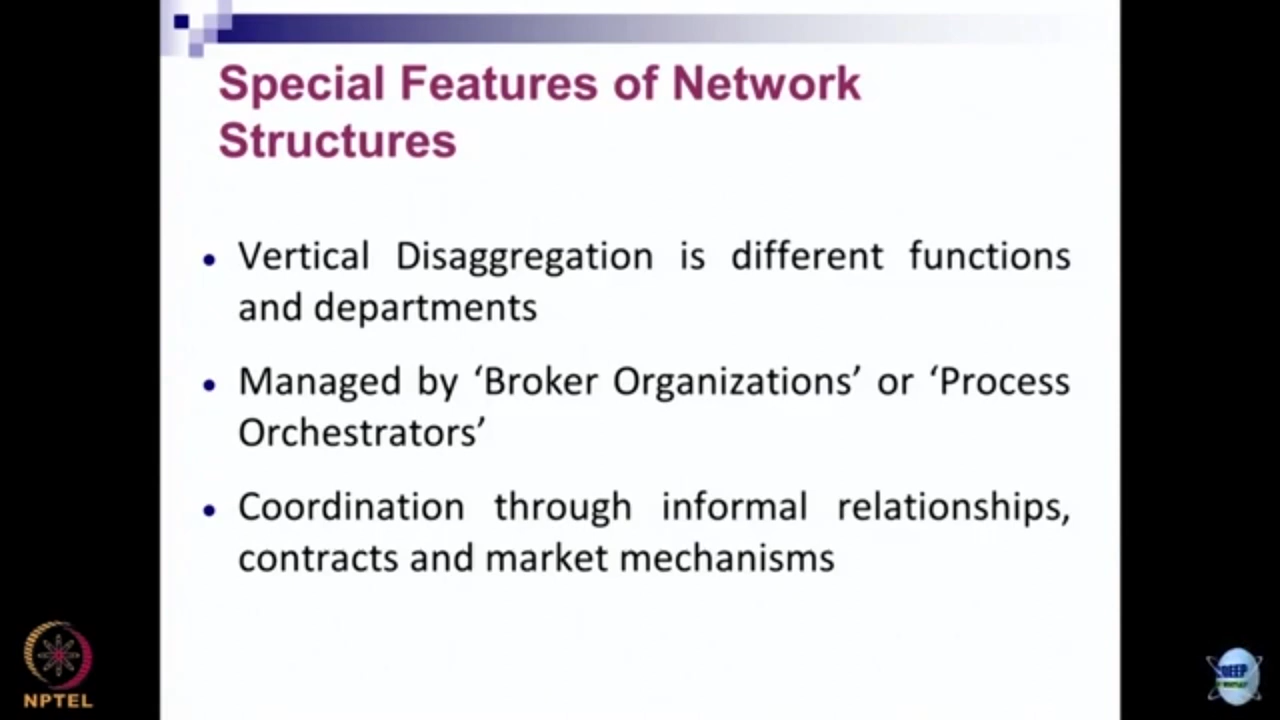 Special Features of Network
Structures
• Vertical Disaggregation is different functions
and departments
• Managed by ‘Broker Organizations’ or ‘Process
Orchestrators’
• Coordination through informal relationships,
contracts and market mechanisms
NPTEL